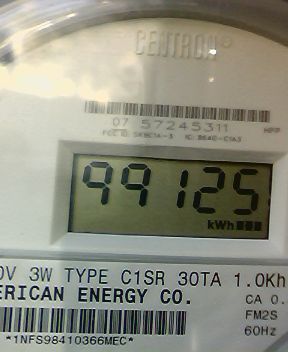 CENTRON®
07 57245311
99125
kWh
0V 3W TYPE C1SR 30TA 1.0Kh
ERICAN ENERGY CO.
CA 0.
FM2S
60Hz
*1NFS98410366MEC*